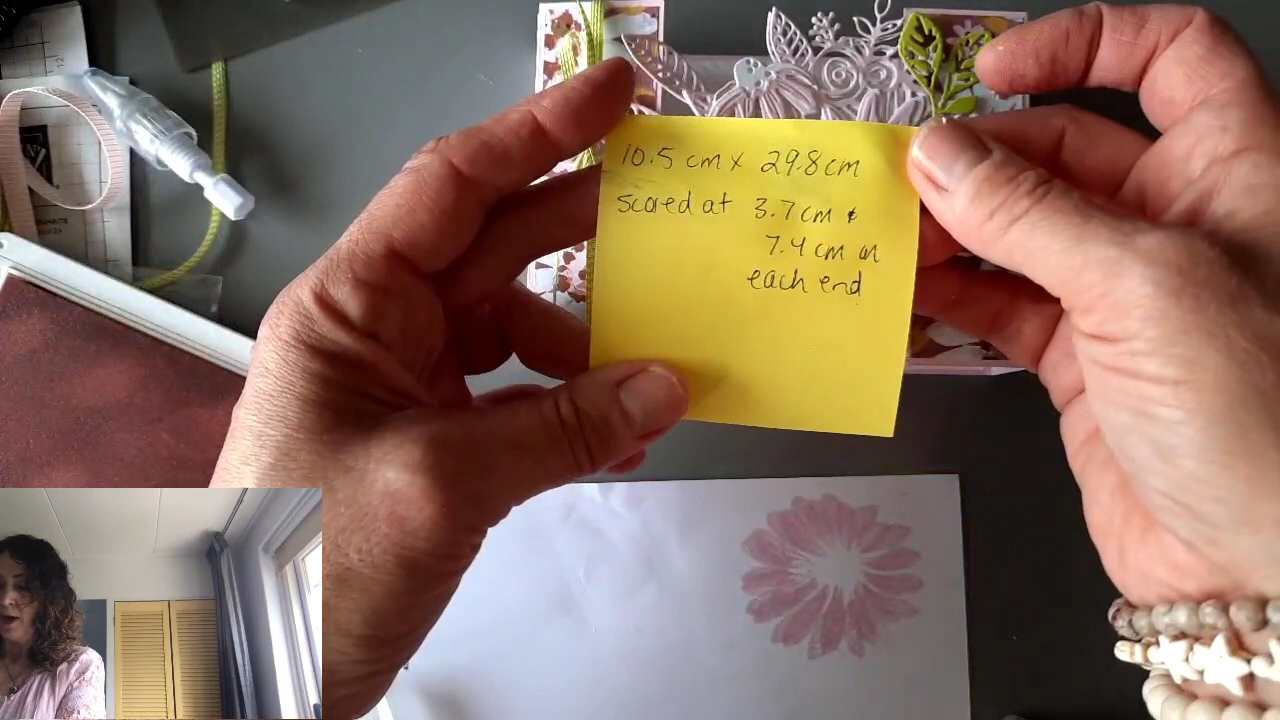 10.5 cm x 29.8 cm
scored at 3.7 cm &
7.4 cm on
each end